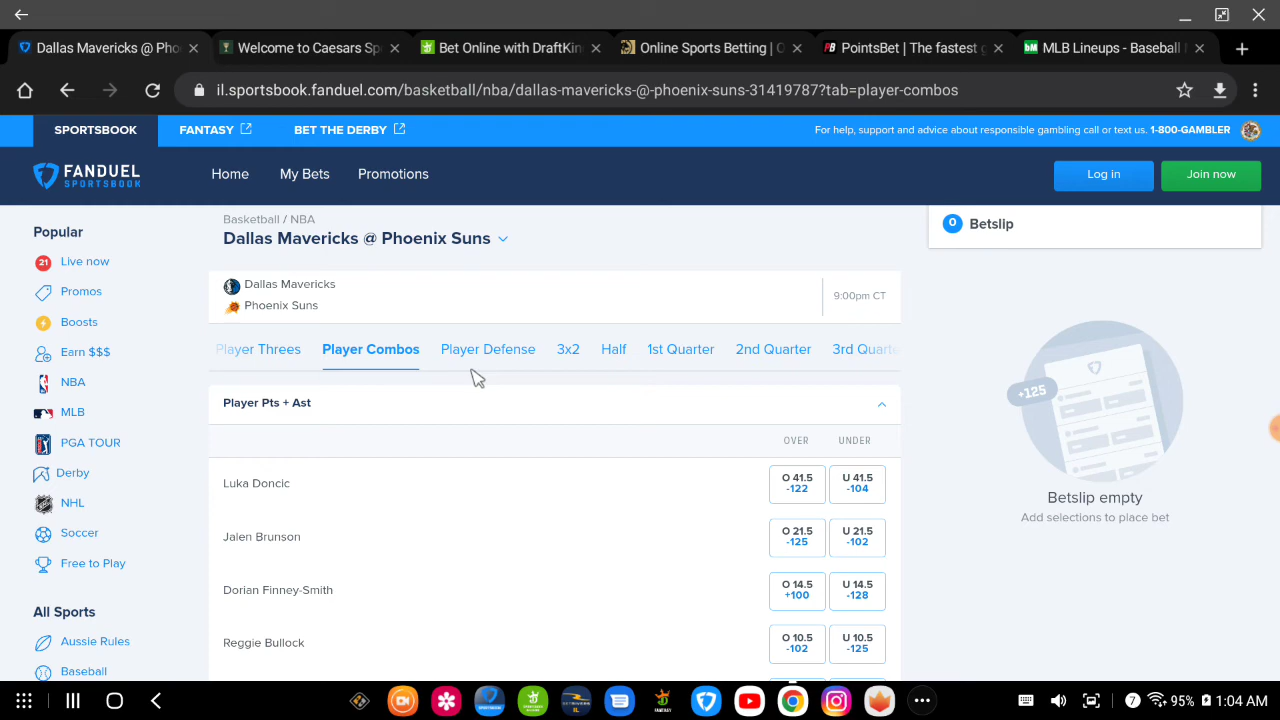 Dallas Mavericks @ Pho
Welcome to Caesars Sp
Bet Online with DraftKin
Online Sports Betting | O
PB PointsBet | The fastest g
bM MLB Lineups - Baseball
il.sportsbook.fanduel.com/basketball/nba/dallas-mavericks-@-phoenix-suns-31419787?tab=player-combos
SPORTSBOOK
FANTASY
BET THE DERBY
For help, support and advice about responsible gambling call or text us. 1-800-GAMBLER
FANDUEL
SPORTSBOOK
Home
My Bets
Promotions
Log in
Join now
Popular
21 Live now
Promos
Boosts
Earn $$$
NBA
MLB
PGA TOUR
Derby
NHL
Soccer
Free to Play
All Sports
Aussie Rules
Baseball
Basketball / NBA
Dallas Mavericks @ Phoenix Suns
Dallas Mavericks
Phoenix Suns
9:00pm CT
Player Threes
Player Combos
Player Defense
3x2
Half
1st Quarter
2nd Quarter
3rd Quarte
Player Pts + Ast
OVER
UNDER
Luka Doncic
O 41.5
-122
U 41.5
-104
Jalen Brunson
O 21.5
-125
U 21.5
-102
Dorian Finney-Smith
O 14.5
+100
U 14.5
-128
Reggie Bullock
O 10.5
-102
U 10.5
-125
0 Betslip
+125
Betslip empty
Add selections to place bet
7
95%
1:04 AM